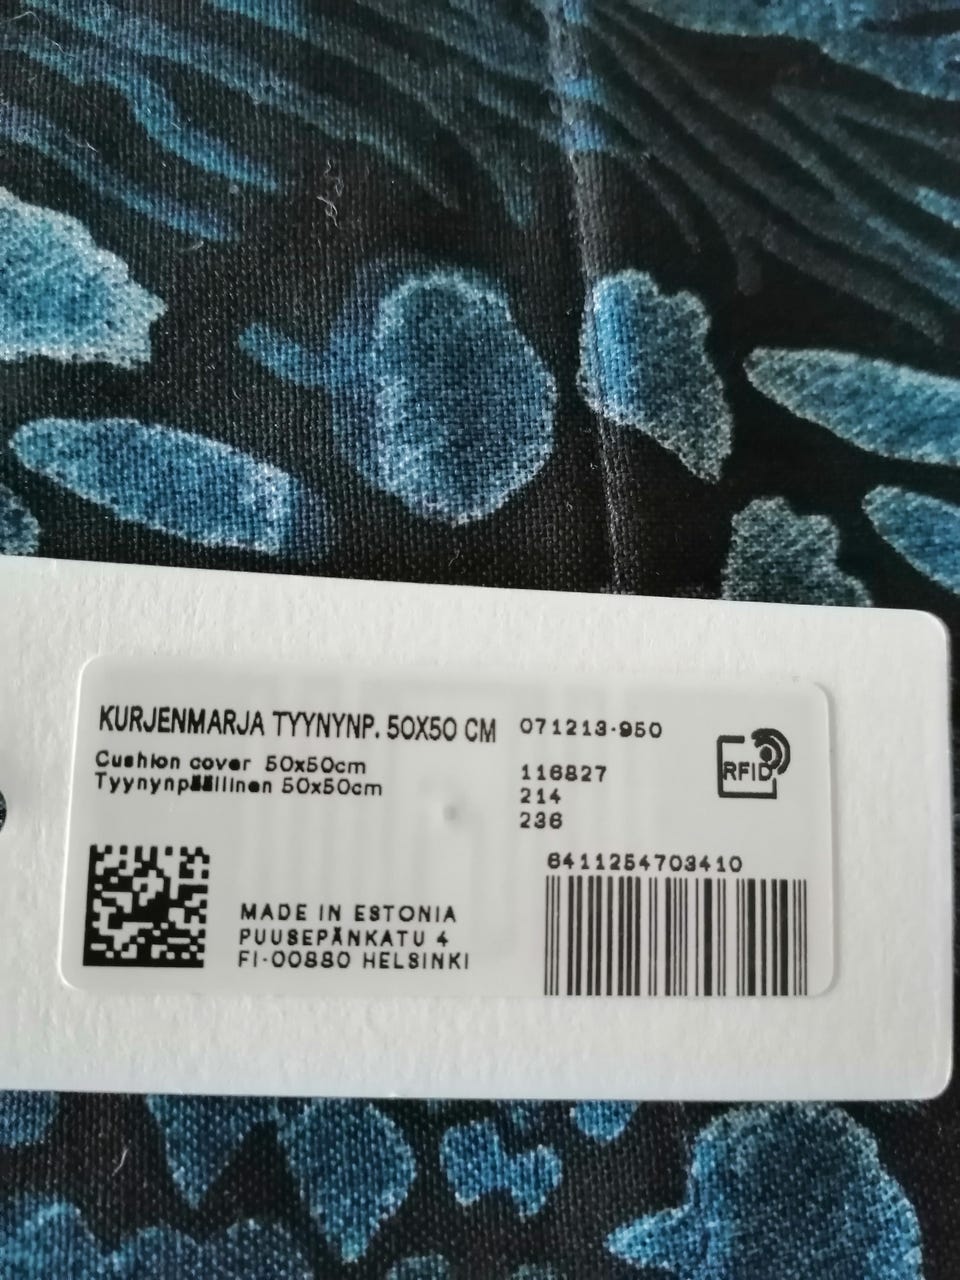 KURJENMARJA TYYNYNP. 50X50 CM
Cushion cover 50x50cm
Tyynynpäällinen 50x50cm
071213-950
116827
214
236
RFID
6411254703410
MADE IN ESTONIA
PUUSEPÄNKATU 4
FI-00880 HELSINKI